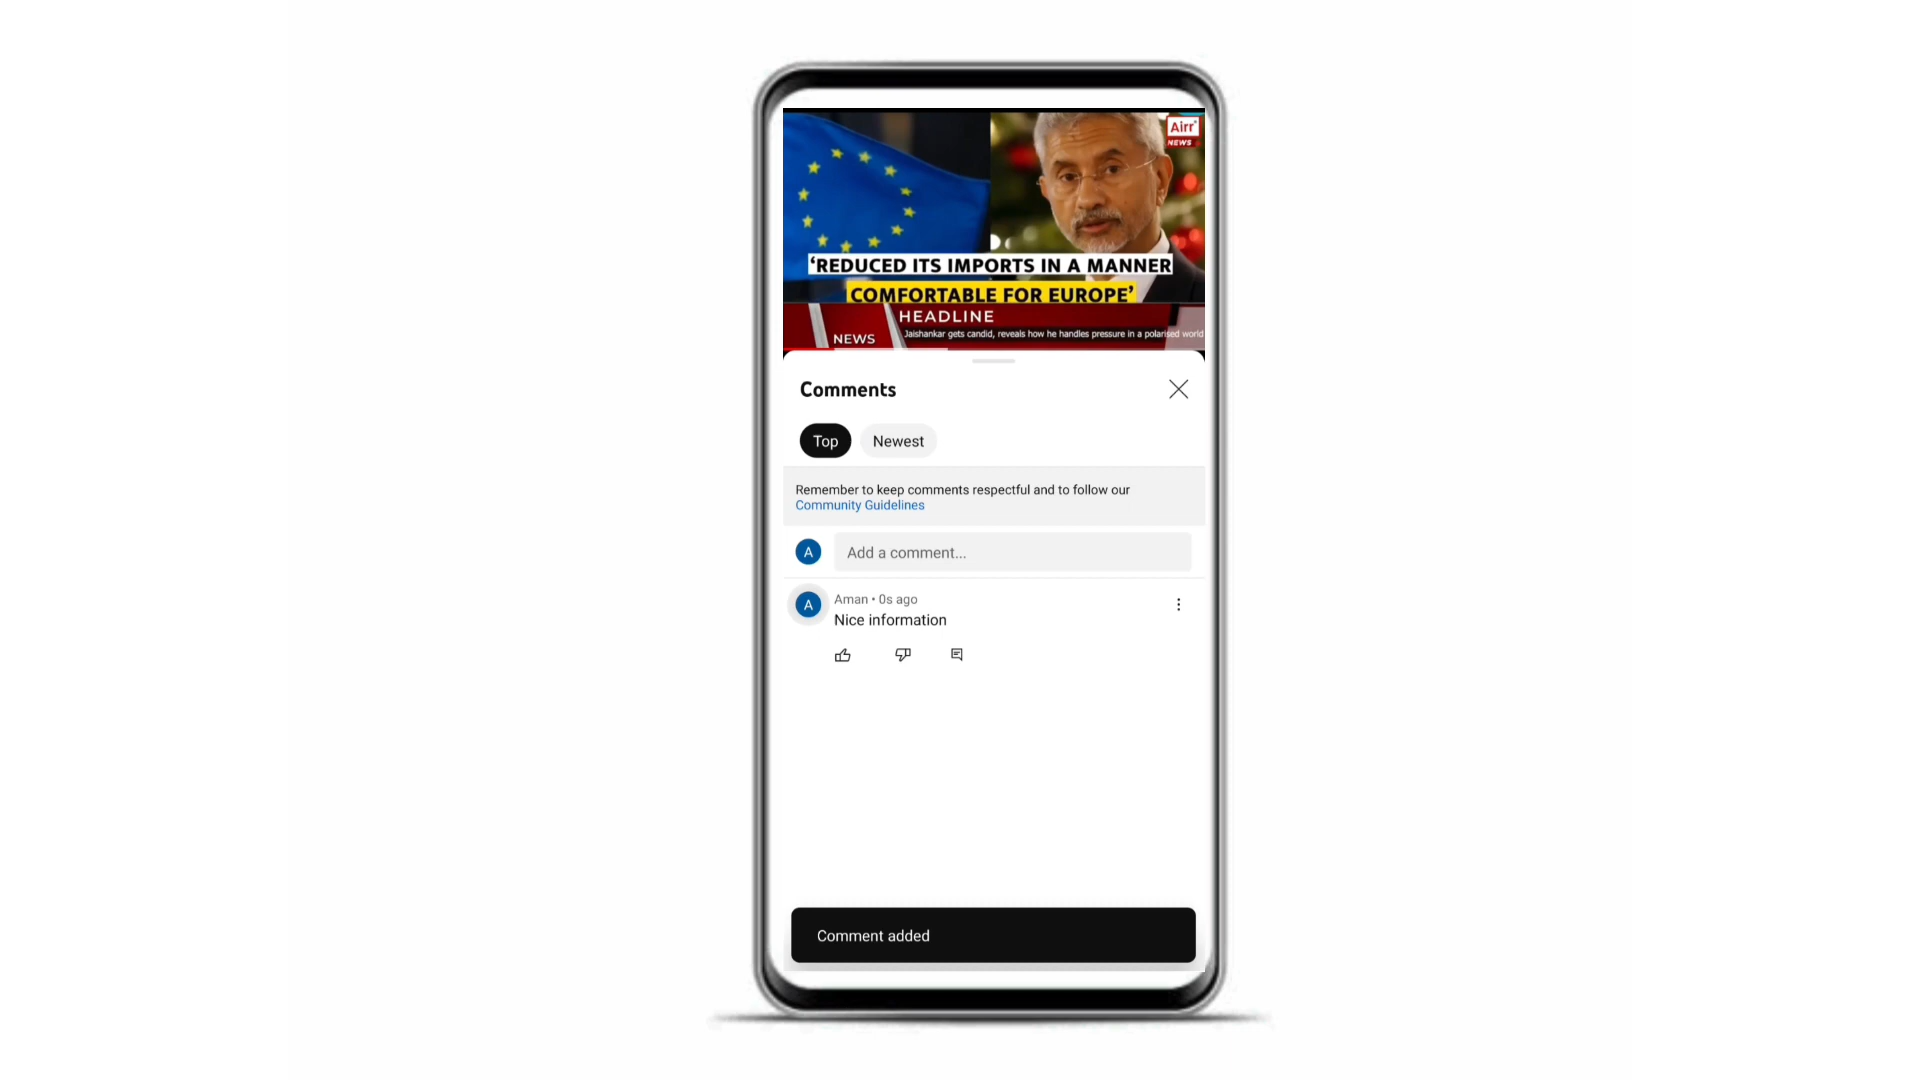 Airr
NEWS
‘REDUCED ITS IMPORTS IN A MANNER
COMFORTABLE FOR EUROPE’
HEADLINE
NEWS
Jaishankar gets candid, reveals how he handles pressure in a polarised world
Comments
Top
Newest
Remember to keep comments respectful and to follow our
Community Guidelines
A
Add a comment...
A
Aman • 0s ago
Nice information
Comment added